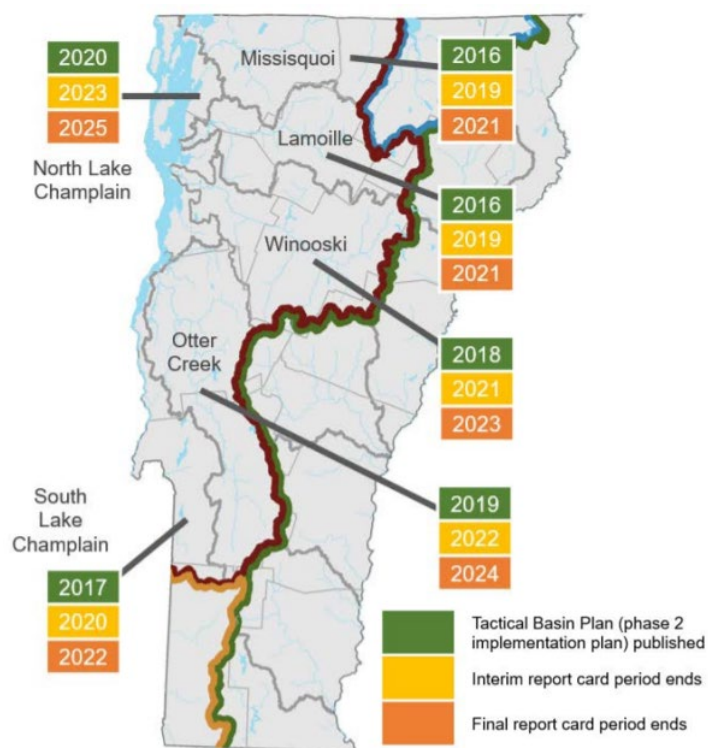 2020
2023
2025
North Lake
Champlain
Missisquoi
2016
2019
2021
Lamoille
2016
2019
2021
Winooski
2018
2021
2023
Otter
Creek
2019
2022
2024
South
Lake
Champlain
2017
2020
2022
Tactical Basin Plan (phase 2
implementation plan) published
Interim report card period ends
Final report card period ends